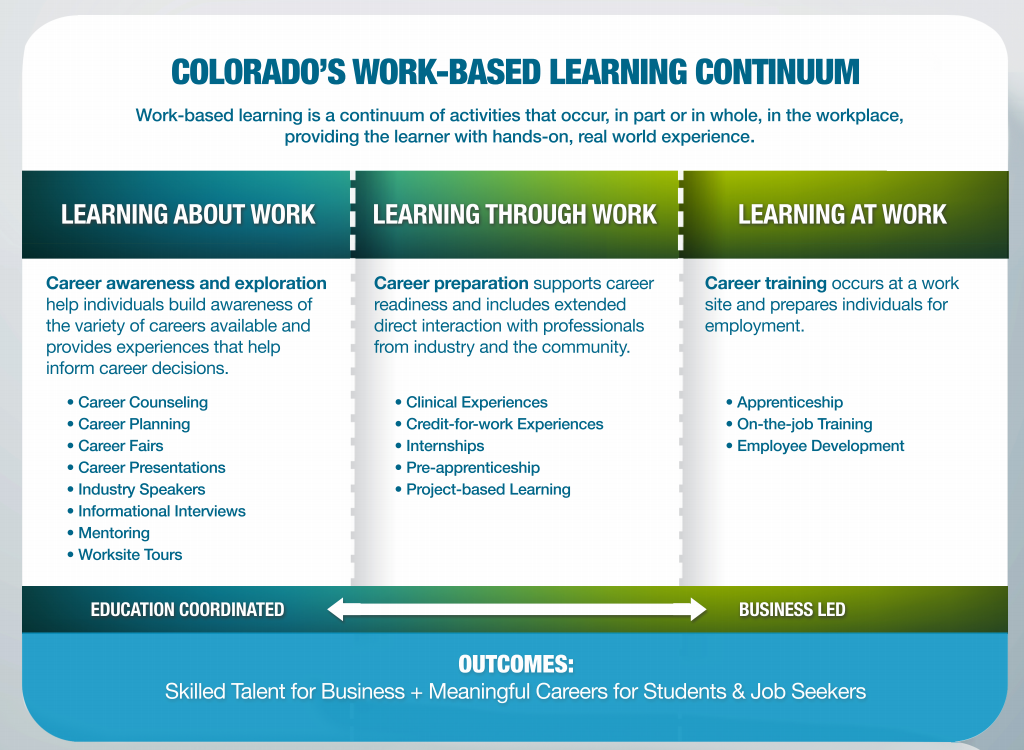 COLORADO'S WORK-BASED LEARNING CONTINUUM
Work-based learning is a continuum of activities that occur, in part or in whole, in the workplace,
providing the learner with hands-on, real world experience.
LEARNING ABOUT WORK
Career awareness and exploration
help individuals build awareness of
the variety of careers available and
provides experiences that help
inform career decisions.
• Career Counseling
• Career Planning
• Career Fairs
• Career Presentations
• Industry Speakers
• Informational Interviews
• Mentoring
• Worksite Tours
LEARNING THROUGH WORK
Career preparation supports career
readiness and includes extended
direct interaction with professionals
from industry and the community.
• Clinical Experiences
• Credit-for-work Experiences
• Internships
• Pre-apprenticeship
• Project-based Learning
LEARNING AT WORK
Career training occurs at a work
site and prepares individuals for
employment.
• Apprenticeship
• On-the-job Training
• Employee Development
EDUCATION COORDINATED
BUSINESS LED
OUTCOMES:
Skilled Talent for Business + Meaningful Careers for Students & Job Seekers